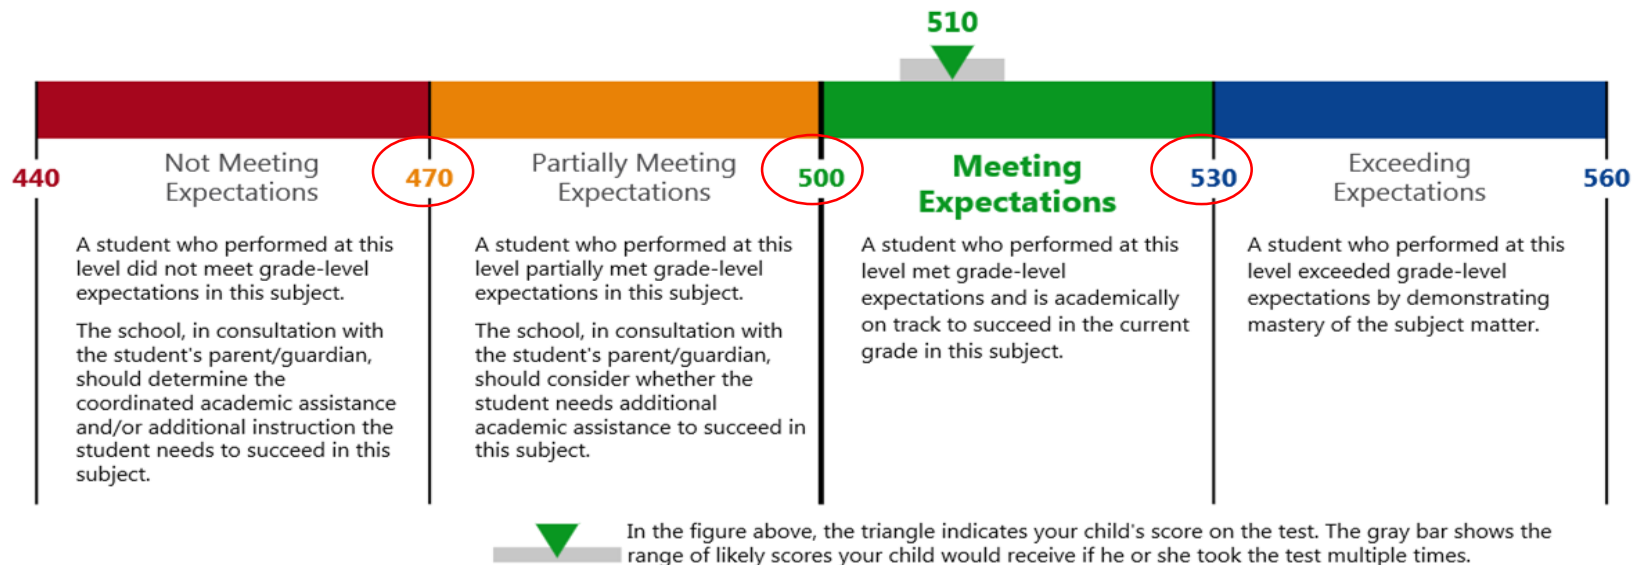 510
440
Not Meeting
Expectations
470
Partially Meeting
Expectations
500
Meeting
Expectations
530
Exceeding
Expectations
560
A student who performed at this
level did not meet grade-level
expectations in this subject.
The school, in consultation with
the student's parent/guardian,
should determine the
coordinated academic assistance
and/or additional instruction the
student needs to succeed in this
subject.
A student who performed at this
level partially met grade-level
expectations in this subject.
The school, in consultation with
the student's parent/guardian,
should consider whether the
student needs additional
academic assistance to succeed in
this subject.
A student who performed at this
level met grade-level
expectations and is academically
on track to succeed in the current
grade in this subject.
A student who performed at this
level exceeded grade-level
expectations by demonstrating
mastery of the subject matter.
In the figure above, the triangle indicates your child's score on the test. The gray bar shows the
range of likely scores your child would receive if he or she took the test multiple times.